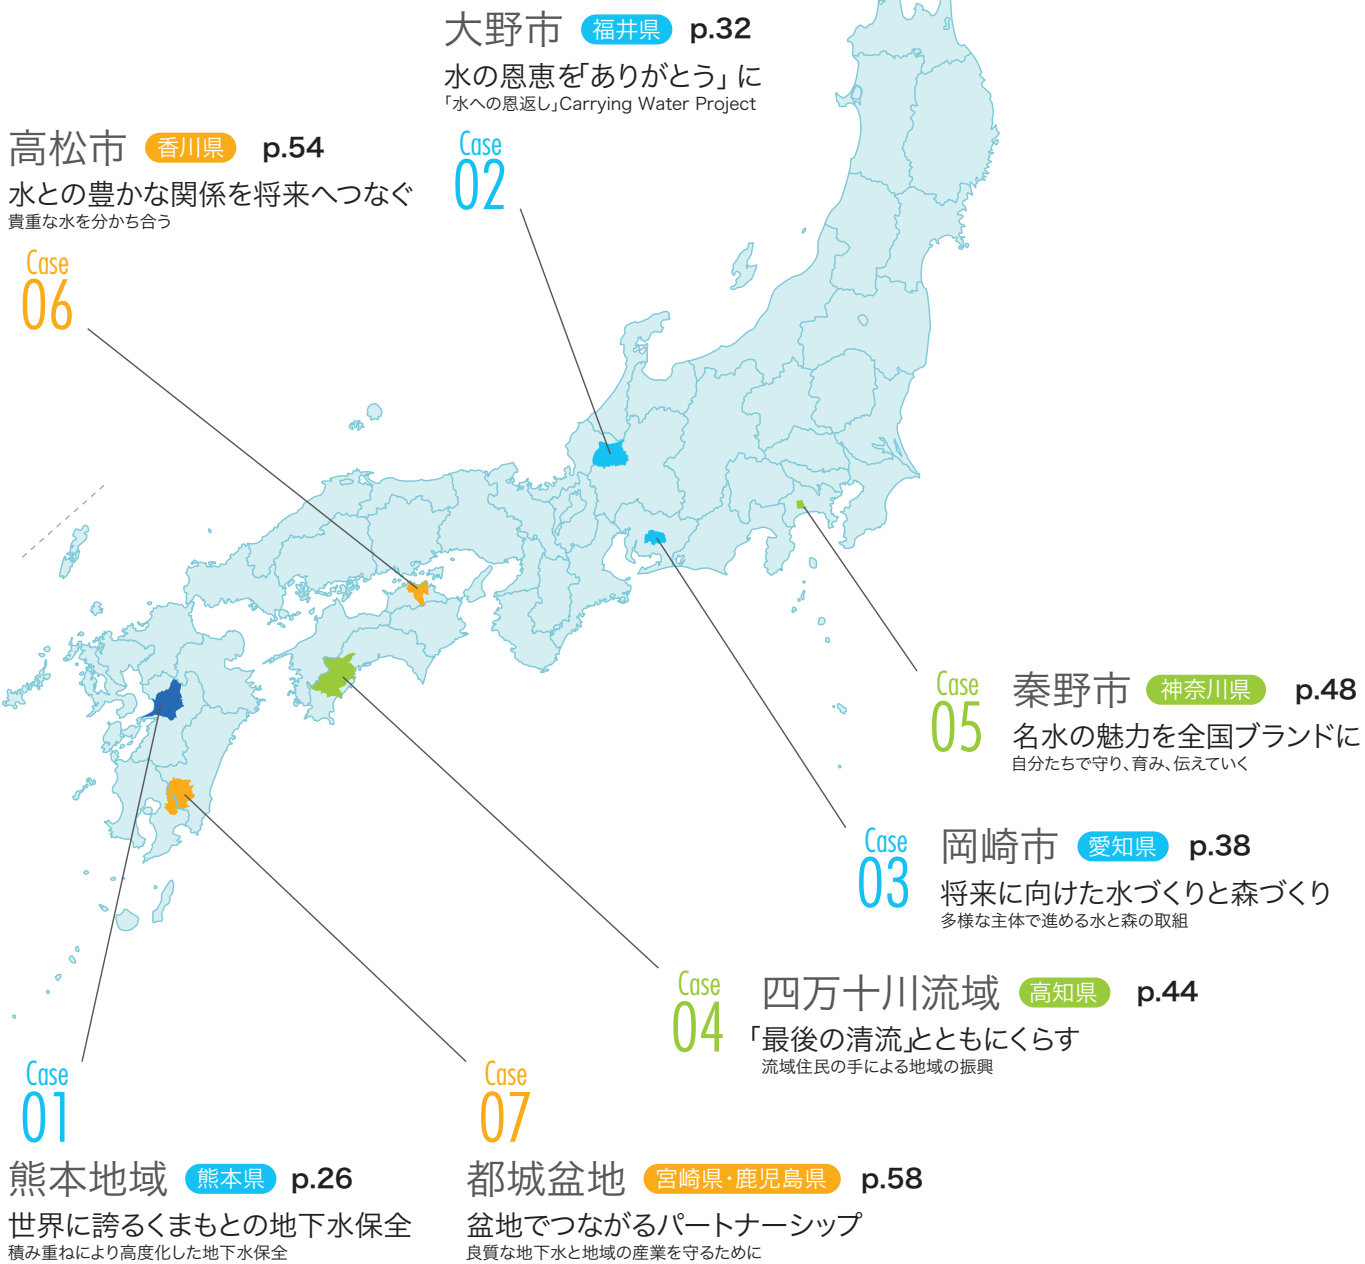 大野市 福井県 p.32
水の恩恵を「ありがとう」に
「水への恩返し」Carrying Water Project
Case
02
高松市 香川県 p.54
水との豊かな関係を将来へつなぐ
貴重な水を分かち合う
Case
06
Case
05
秦野市 神奈川県 p.48
名水の魅力を全国ブランドに
自分たちで守り、育み、伝えていく
Case
03
岡崎市 愛知県 p.38
将来に向けた水づくりと森づくり
多様な主体で進める水と森の取組
Case
04
四万十川流域 高知県 p.44
「最後の清流」とともにくらす
流域住民の手による地域の振興
Case
01
熊本地域 熊本県 p.26
世界に誇るくまもとの地下水保全
積み重ねにより高度化した地下水保全
Case
07
都城盆地 宮崎県・鹿児島県 p.58
盆地でつながるパートナーシップ
良質な地下水と地域の産業を守るために